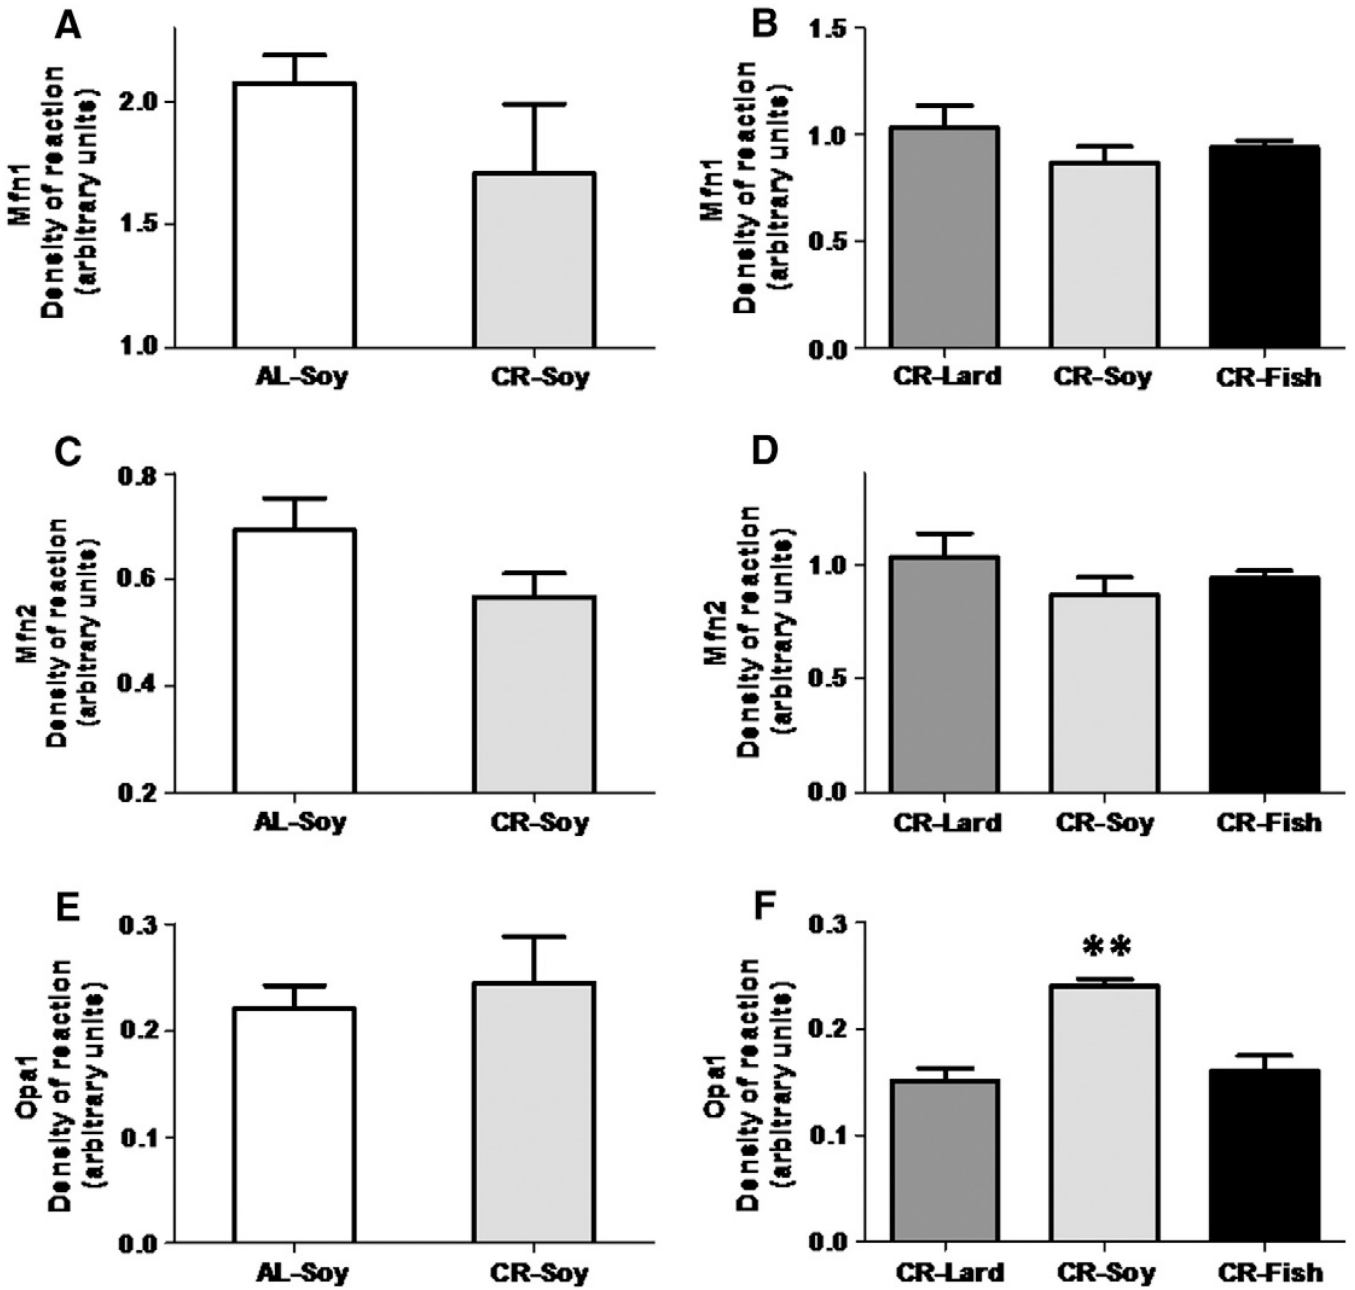 A
Mfn1
Density of reaction
(arbitrary units)
2.0
1.5
1.0
AL-Soy CR-Soy
B
Mfn1
Density of reaction
(arbitrary units)
1.5
1.0
0.5
0.0
CR-Lard CR-Soy CR-Fish
C
Mfn2
Density of reaction
(arbitrary units)
0.8
0.6
0.4
0.2
AL-Soy CR-Soy
D
Mfn2
Density of reaction
(arbitrary units)
1.0
0.5
0.0
CR-Lard CR-Soy CR-Fish
E
Opa1
Density of reaction
(arbitrary units)
0.3
0.2
0.1
0.0
AL-Soy CR-Soy
F
Opa1
Density of reaction
(arbitrary units)
0.3
0.2
0.1
0.0
**
CR-Lard CR-Soy CR-Fish